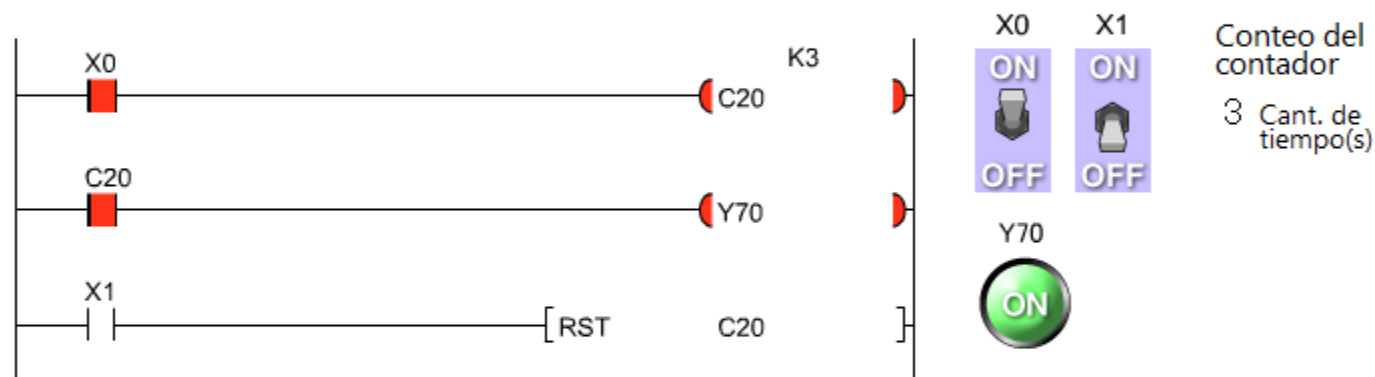 X0 X1
Conteo del
contador
X0 K3
ON ON
C20
3 Cant. de
tiempo(s)
OFF OFF
C20
Y70
Y70
X1
ON
RST C20